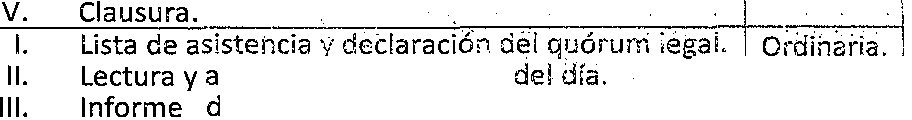 V. Clausura.
I. Lista de asistencia y declaración del quórum legal. Ordinaria.
II. Lectura y a del día.
III. Informe d